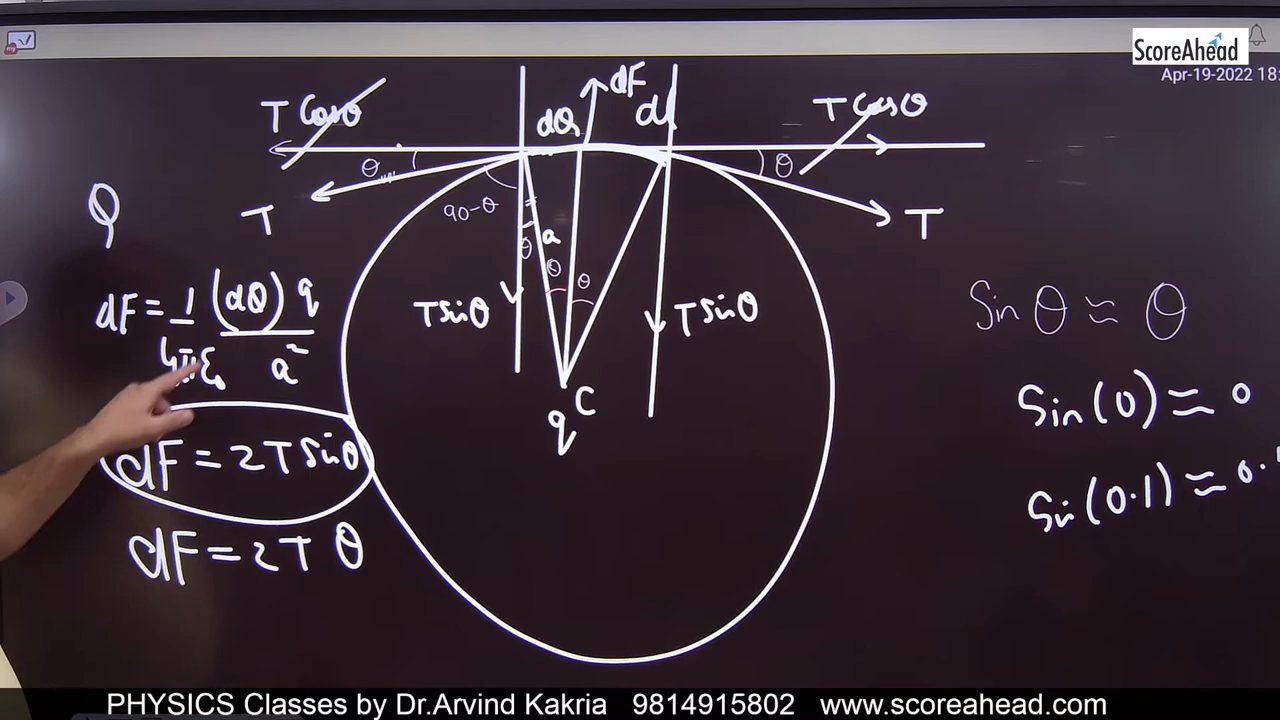 ScoreAhead
Apr-19-2022 18:
T Cosθ
dQ
dF
dl
T Cosθ
θ
θ
Q
T
90-θ
θ
a
θ
θ
T
dF = 1/4πε₀ (dQ) q / a²
Tsinθ
Tsinθ
Sin θ ≈ θ
C
q
Sin(0) ≈ 0
dF = 2T Sinθ
Sin(0.1) ≈ 0.
dF = 2T θ
PHYSICS Classes by Dr.Arvind Kakria 9814915802 www.scoreahead.com